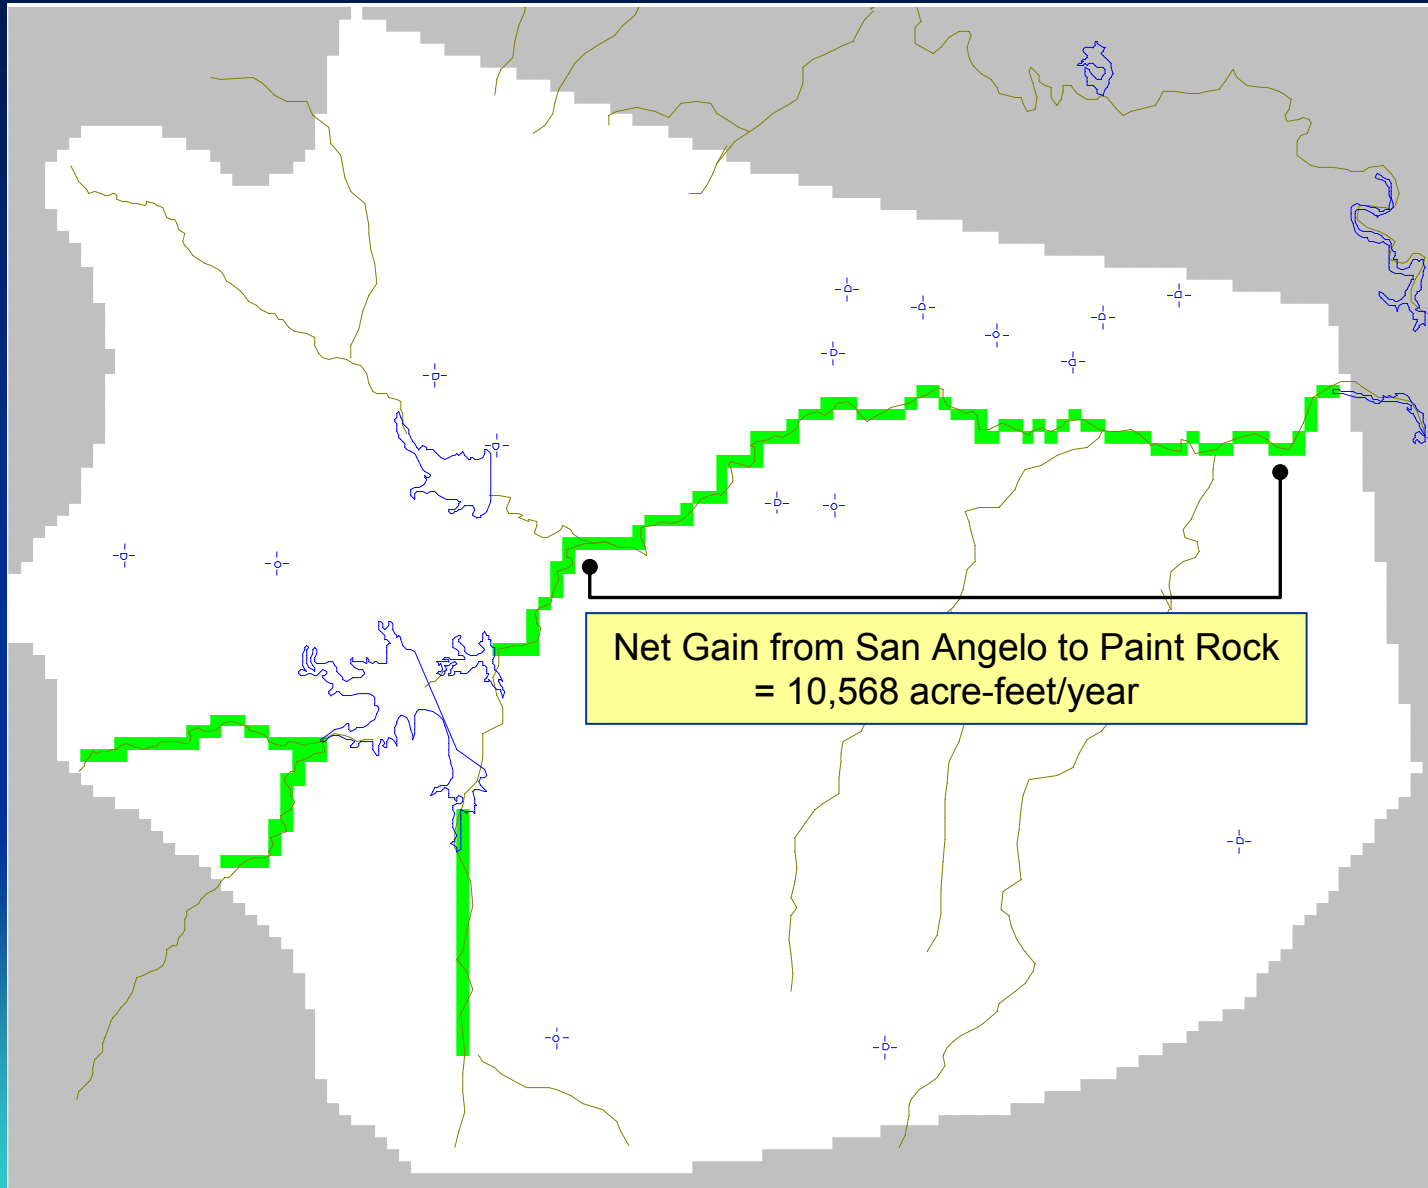 Net Gain from San Angelo to Paint Rock
= 10,568 acre-feet/year